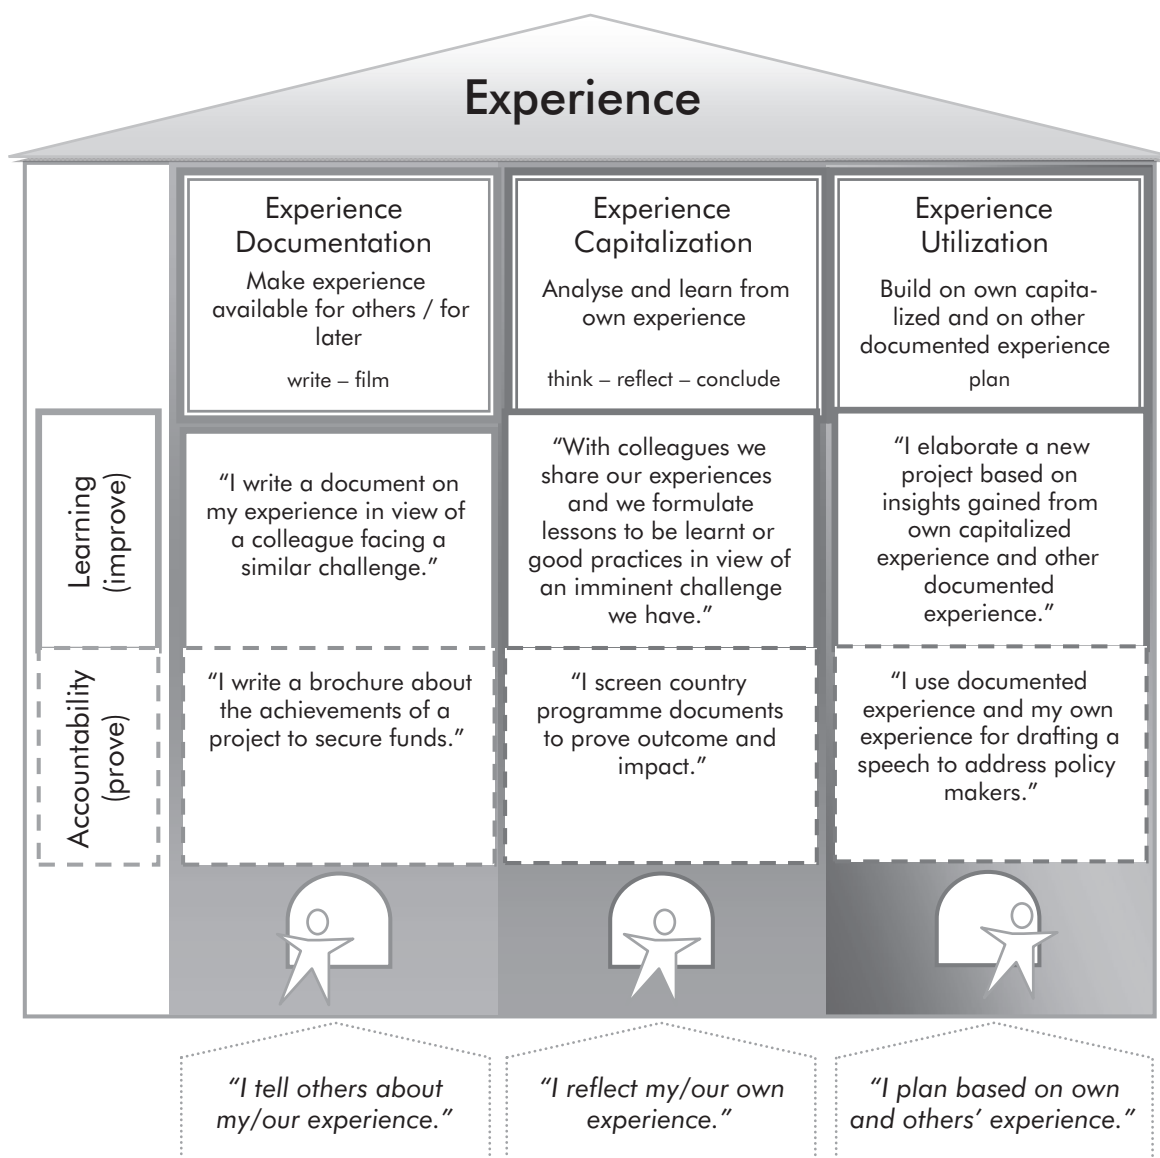 Experience
Experience
Documentation
Make experience
available for others / for
later
write – film
Experience
Capitalization
Analyse and learn from
own experience
think – reflect – conclude
Experience
Utilization
Build on own capita-
lized and on other
documented experience
plan
Learning
(improve)
“I write a document on
my experience in view of
a colleague facing a
similar challenge.”
“With colleagues we
share our experiences
and we formulate
lessons to be learnt or
good practices in view of
an imminent challenge
we have.”
“I elaborate a new
project based on
insights gained from
own capitalized
experience and other
documented
experience.”
Accountability
(prove)
“I write a brochure about
the achievements of a
project to secure funds.”
“I screen country
programme documents
to prove outcome and
impact.”
“I use documented
experience and my own
experience for drafting a
speech to address policy
makers.”
“I tell others about
my/our experience.”
“I reflect my/our own
experience.”
“I plan based on own
and others’ experience.”